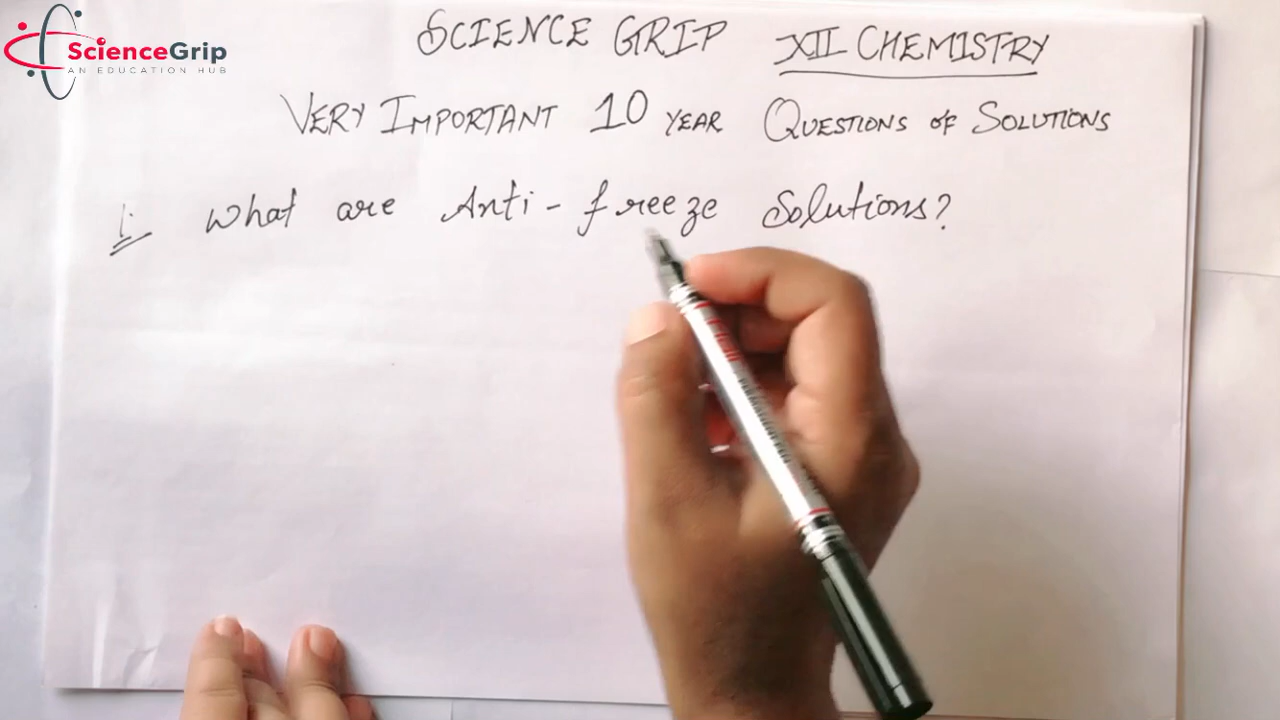 ScienceGrip
AN EDUCATION HUB
SCIENCE GRIP XII CHEMISTRY
VERY IMPORTANT 10 YEAR QUESTIONS OF SOLUTIONS
1. What are Anti-freeze Solutions?